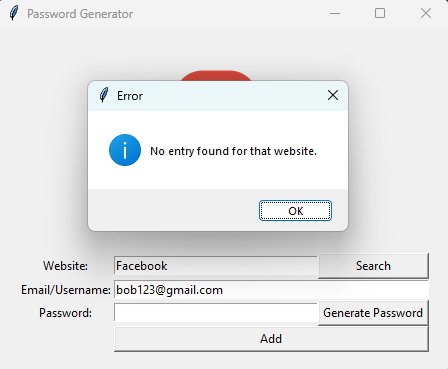 Password Generator
Error
No entry found for that website.
OK
Website:
Facebook
Search
Email/Username:
bob123@gmail.com
Password:
Generate Password
Add